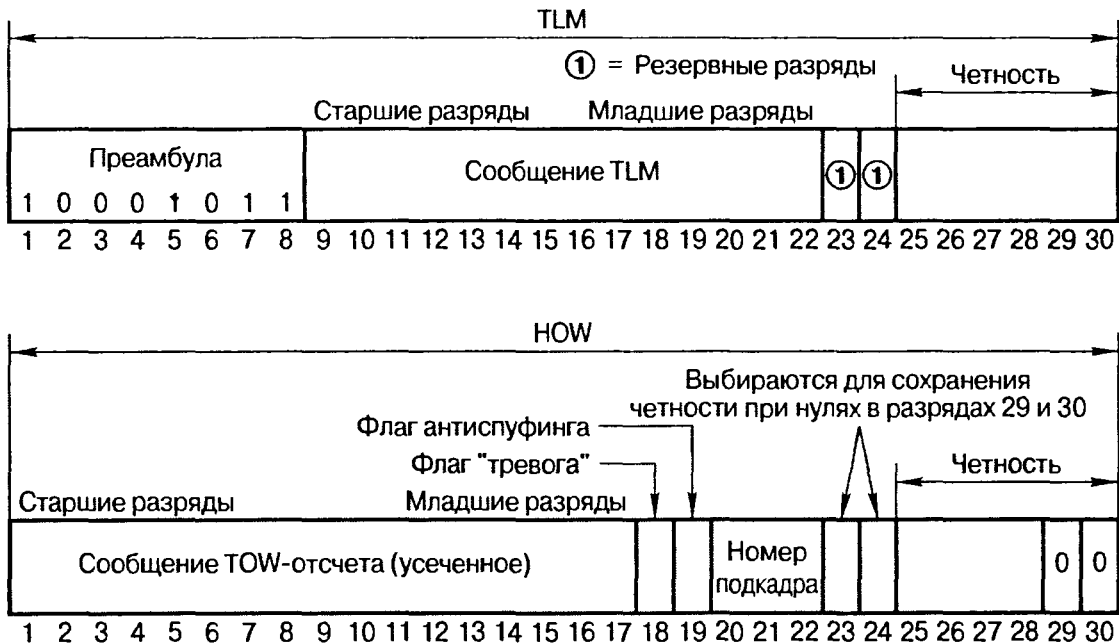 TLM
① = Резервные разряды
Четность
Старшие разряды Младшие разряды
Преамбула
Сообщение TLM
① ①
1 0 0 0 1 0 1 1
1 2 3 4 5 6 7 8 9 10 11 12 13 14 15 16 17 18 19 20 21 22 23 24 25 26 27 28 29 30
HOW
Выбираются для сохранения
четности при нулях в разрядах 29 и 30
Флаг антиспуфинга
Флаг "тревога"
Четность
Старшие разряды Младшие разряды
Сообщение TOW-отсчета (усеченное)
Номер
подкадра
0 0
1 2 3 4 5 6 7 8 9 10 11 12 13 14 15 16 17 18 19 20 21 22 23 24 25 26 27 28 29 30